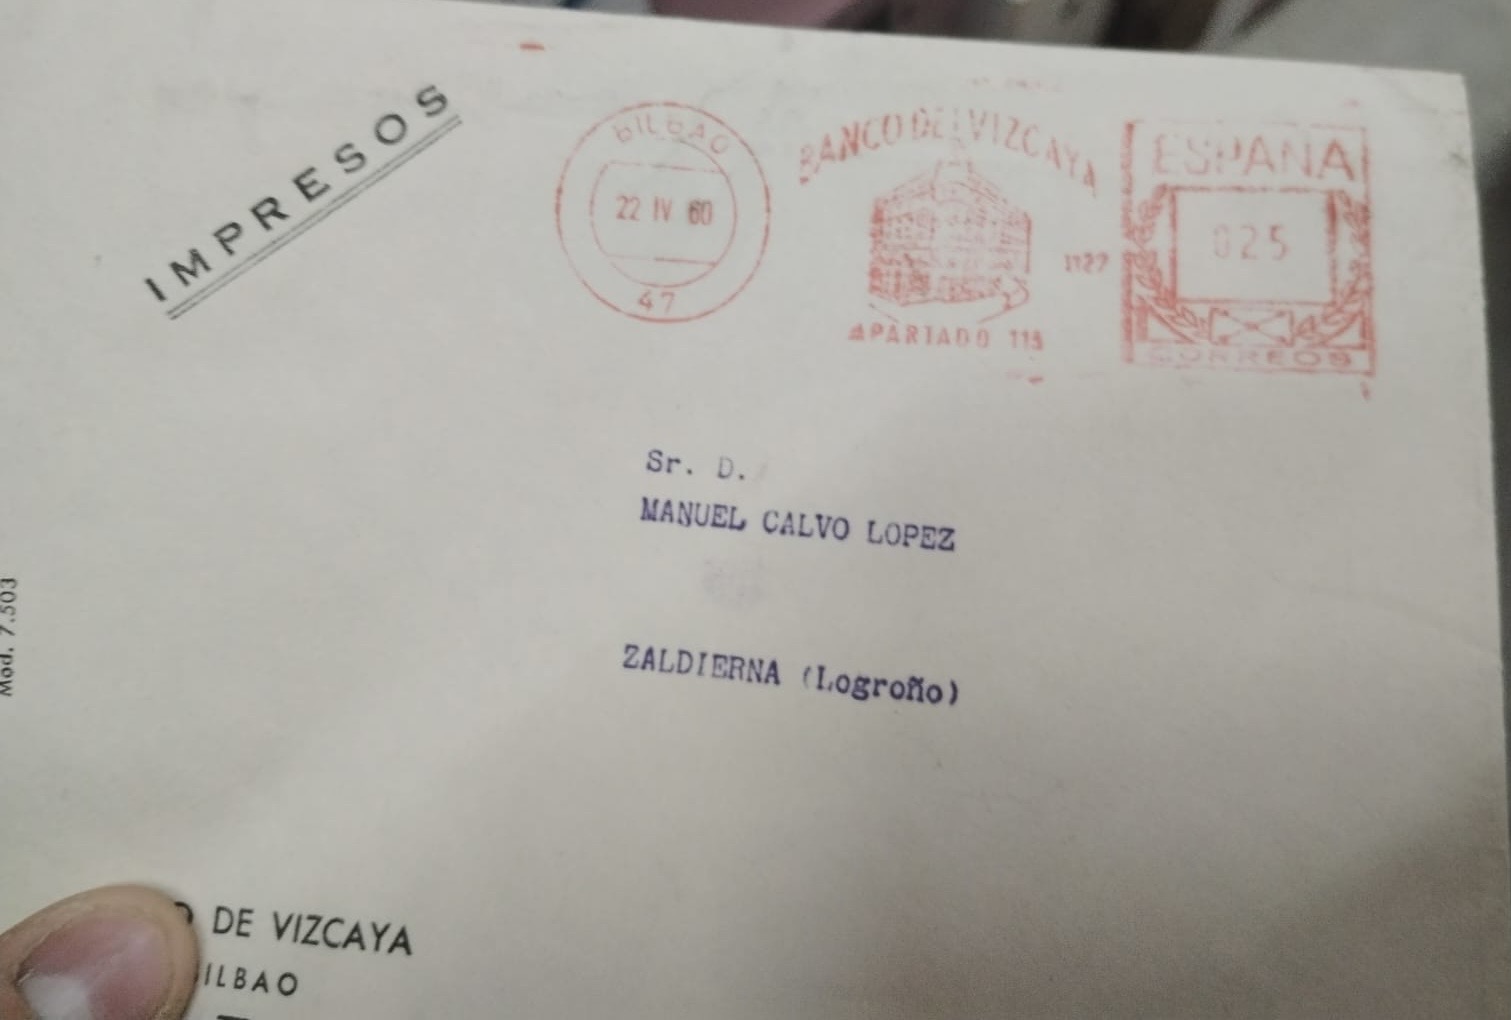 IMPRESOS
BILBAO
22 IV 60
47
BANCO DEL VIZCAYA
APARTADO 115
1127
ESPAÑA
025
CORREOS
Sr. D.
MANUEL CALVO LOPEZ
ZALDIERNA (Logroño)
Mod. 7.503
O DE VIZCAYA
ILBAO